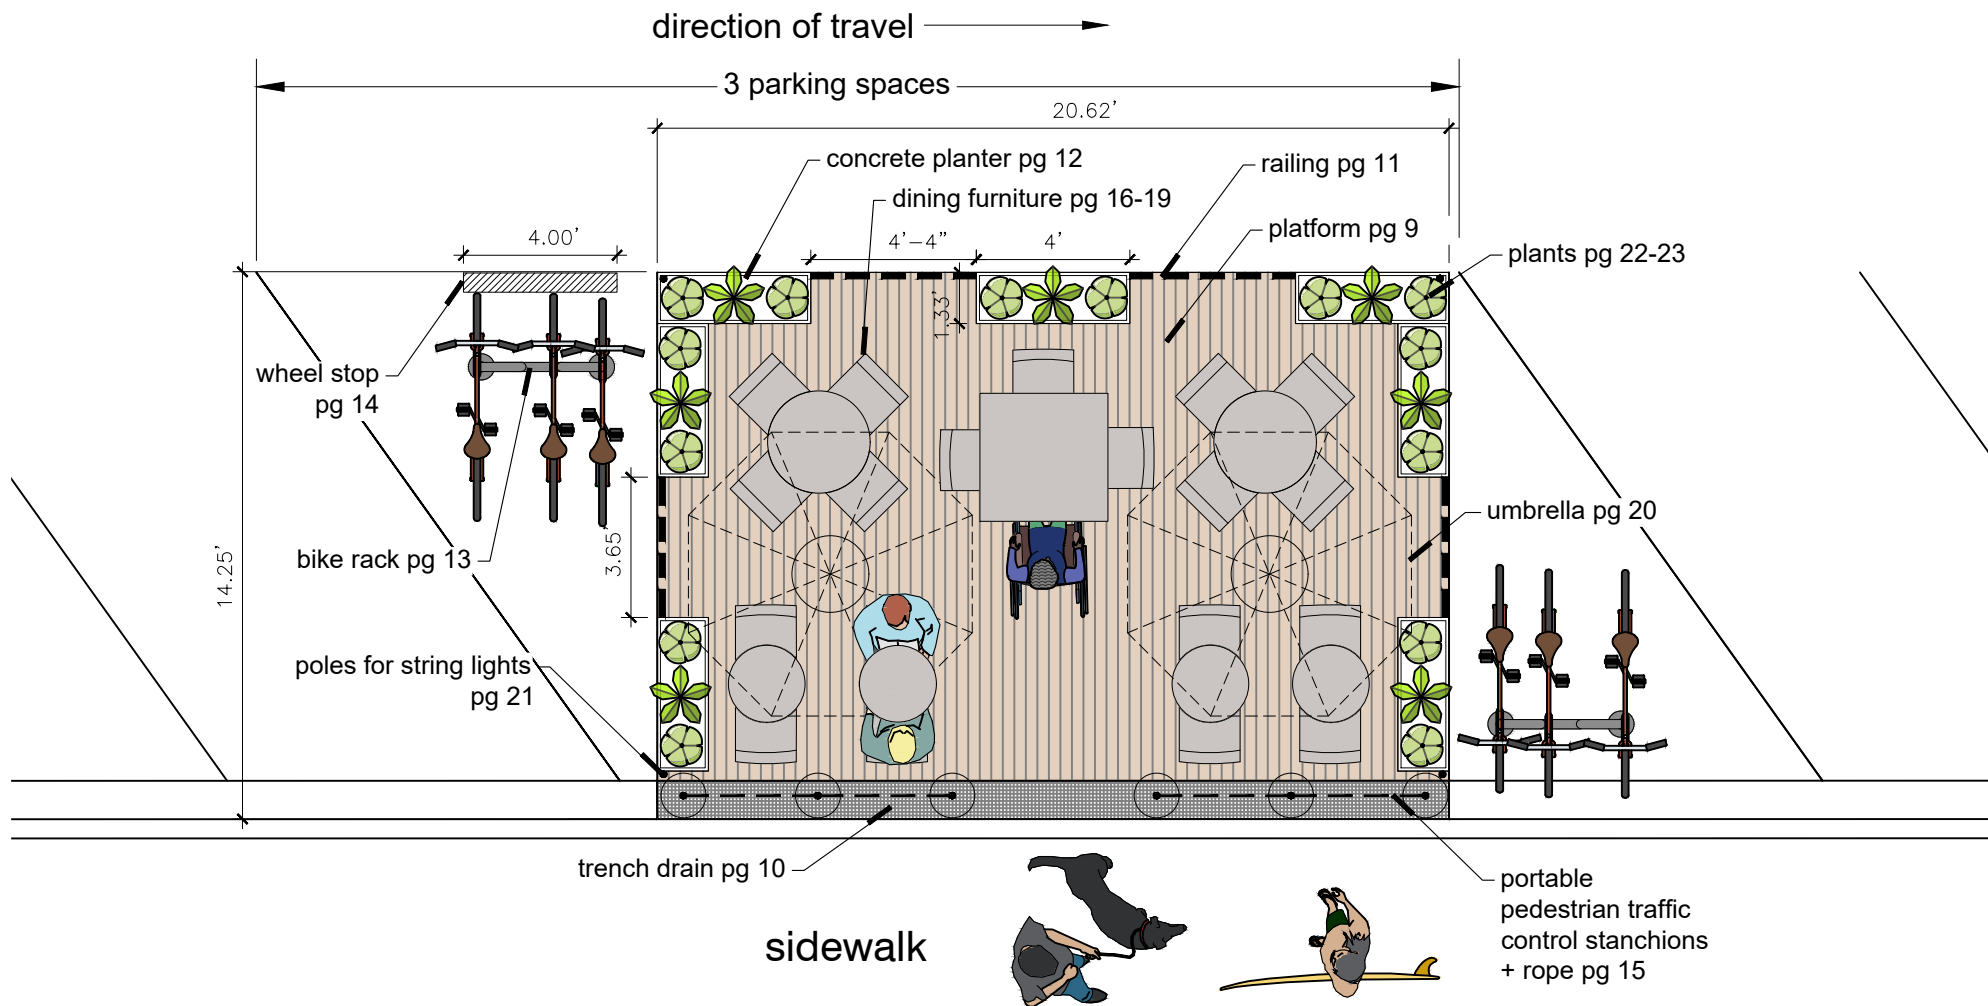 direction of travel
3 parking spaces
20.62’
concrete planter pg 12
railing pg 11
dining furniture pg 16-19
platform pg 9
4.00’
4’-4”
4’
plants pg 22-23
1.33’
wheel stop
pg 14
umbrella pg 20
bike rack pg 13
3.65’
14.25’
poles for string lights
pg 21
trench drain pg 10
portable
pedestrian traffic
control stanchions
+ rope pg 15
sidewalk